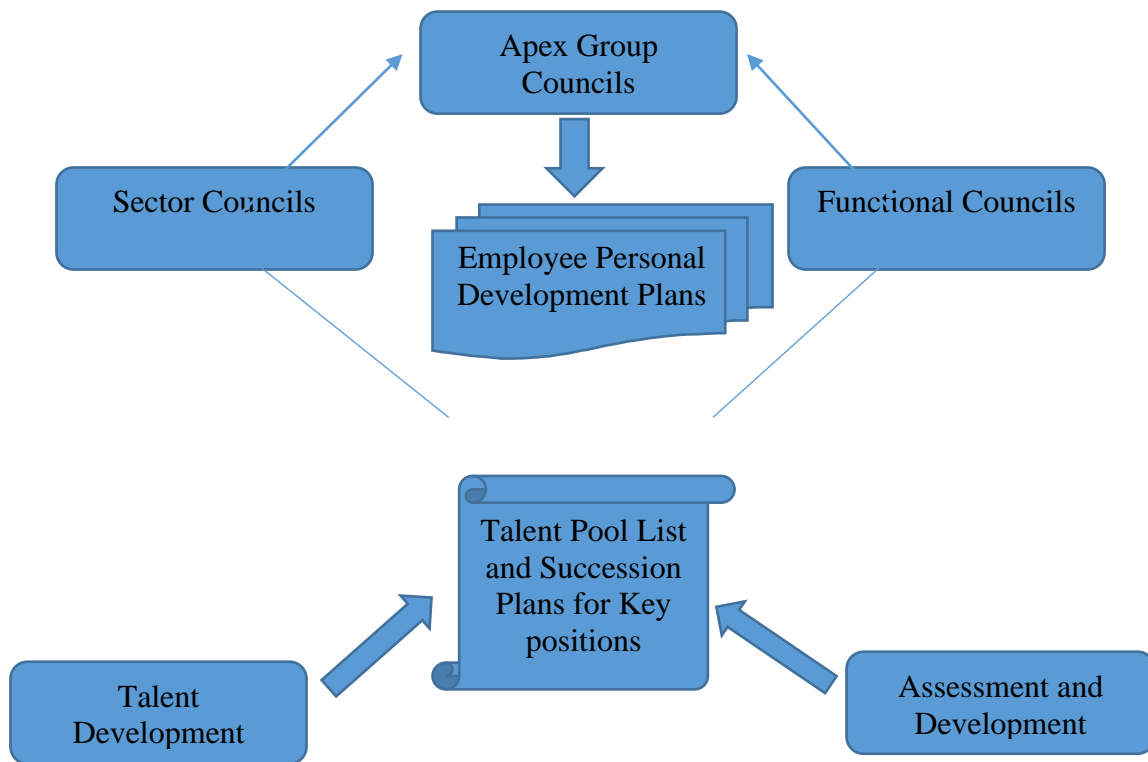 Apex Group
Councils
Sector Councils
Functional Councils
Employee Personal
Development Plans
Talent Pool List
and Succession
Plans for Key
positions
Talent
Development
Assessment and
Development